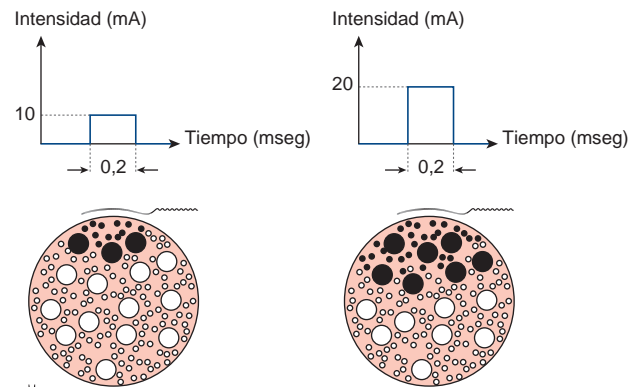 Intensidad (mA)
10
Tiempo (mseg)
0,2
Intensidad (mA)
20
Tiempo (mseg)
0,2